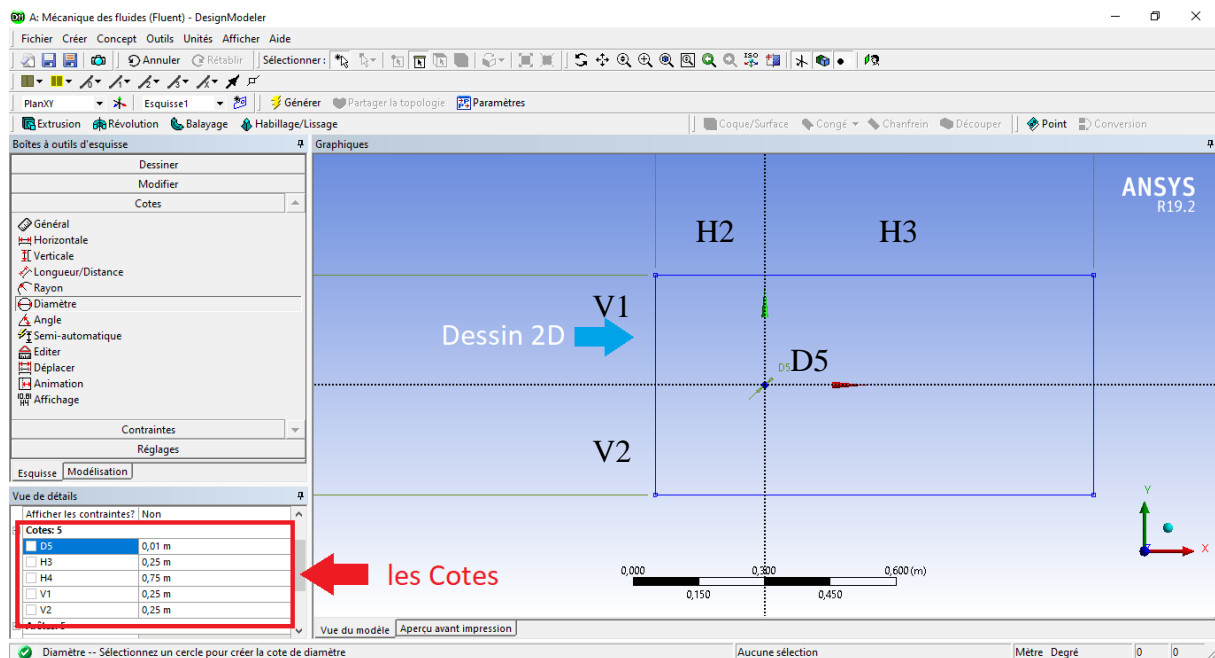 A: Mécanique des fluides (Fluent) - DesignModeler
Fichier Créer Concept Outils Unités Afficher Aide
Annuler Rétablir Sélectionner: ISO
PlanXY Esquisse1 Générer Partager la topologie Paramètres
Extrusion Révolution Balayage Habillage/Lissage Coque/Surface Congé Chanfrein Découper Point Conversion
Boîtes à outils d'esquisse
Dessiner
Modifier
Cotes
Général
Horizontale
Verticale
Longueur/Distance
Rayon
Diamètre
Angle
Semi-automatique
Editer
Déplacer
Animation
Affichage
Contraintes
Réglages
Esquisse Modélisation
Vue de détails
Afficher les contraintes? Non
Cotes: 5
D5 0,01 m
H3 0,25 m
H4 0,75 m
V1 0,25 m
V2 0,25 m
Arêtes: 5
Graphiques
ANSYS
R19.2
H2 H3
V1
Dessin 2D
D5 D5
V2
les Cotes
0,000 0,300 0,600 (m)
0,150 0,450
Y
X
Vue du modèle Aperçu avant impression
Diamètre -- Sélectionnez un cercle pour créer la cote de diamètre Aucune sélection Mètre Degré 0 0